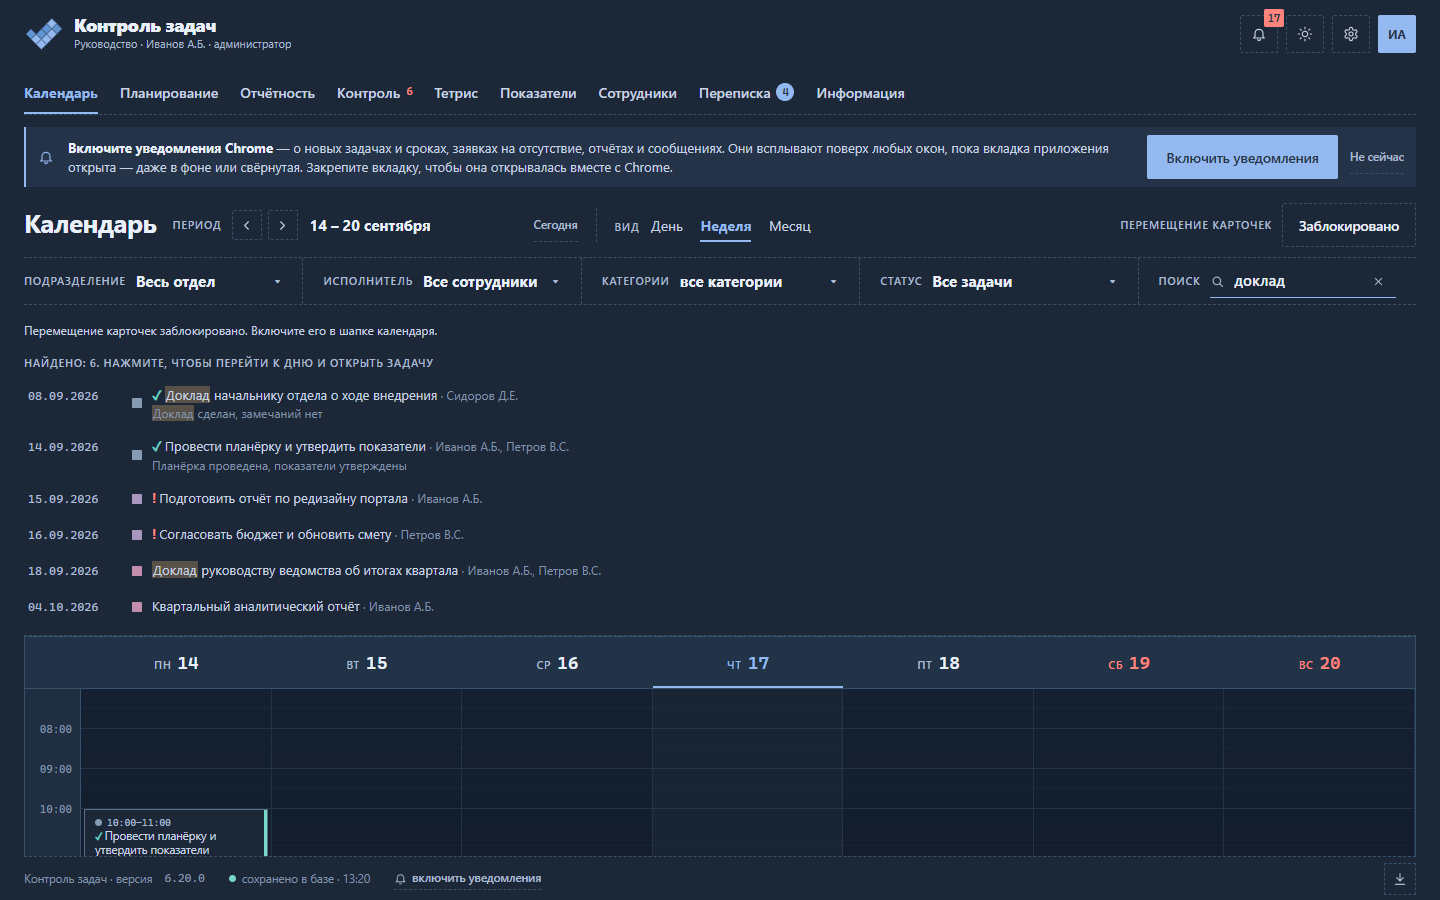 Контроль задач
Руководство · Иванов А.Б. · администратор
17
ИА
Календарь Планирование Отчётность Контроль 6 Тетрис Показатели Сотрудники Переписка 4 Информация
Включите уведомления Chrome — о новых задачах и сроках, заявках на отсутствие, отчётах и сообщениях. Они всплывают поверх любых окон, пока вкладка приложения
открыта — даже в фоне или свёрнутая. Закрепите вкладку, чтобы она открывалась вместе с Chrome.
Включить уведомления
Не сейчас
Календарь ПЕРИОД 14 – 20 сентября Сегодня ВИД День Неделя Месяц ПЕРЕМЕЩЕНИЕ КАРТОЧЕК Заблокировано
ПОДРАЗДЕЛЕНИЕ Весь отдел ИСПОЛНИТЕЛЬ Все сотрудники КАТЕГОРИИ все категории СТАТУС Все задачи ПОИСК доклад
Перемещение карточек заблокировано. Включите его в шапке календаря.
НАЙДЕНО: 6. НАЖМИТЕ, ЧТОБЫ ПЕРЕЙТИ К ДНЮ И ОТКРЫТЬ ЗАДАЧУ
08.09.2026 ✓ Доклад начальнику отдела о ходе внедрения · Сидоров Д.Е.
Доклад сделан, замечаний нет
14.09.2026 ✓ Провести планёрку и утвердить показатели · Иванов А.Б., Петров В.С.
Планёрка проведена, показатели утверждены
15.09.2026 ! Подготовить отчёт по редизайну портала · Иванов А.Б.
16.09.2026 ! Согласовать бюджет и обновить смету · Петров В.С.
18.09.2026 Доклад руководству ведомства об итогах квартала · Иванов А.Б., Петров В.С.
04.10.2026 Квартальный аналитический отчёт · Иванов А.Б.
ПН 14 ВТ 15 СР 16 ЧТ 17 ПТ 18 СБ 19 ВС 20
08:00
09:00
10:00
10:00–11:00
✓ Провести планёрку и
утвердить показатели
Контроль задач · версия 6.20.0 сохранено в базе · 13:20 включить уведомления